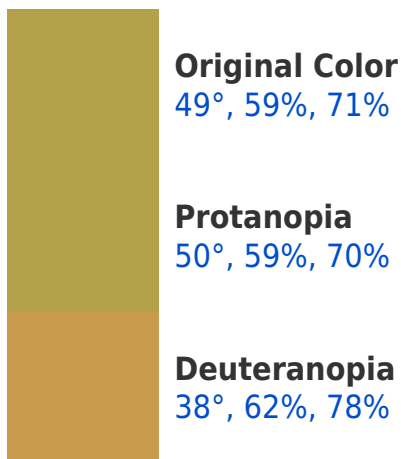 Original Color
49°, 59%, 71%
Protanopia
50°, 59%, 70%
Deuteranopia
38°, 62%, 78%